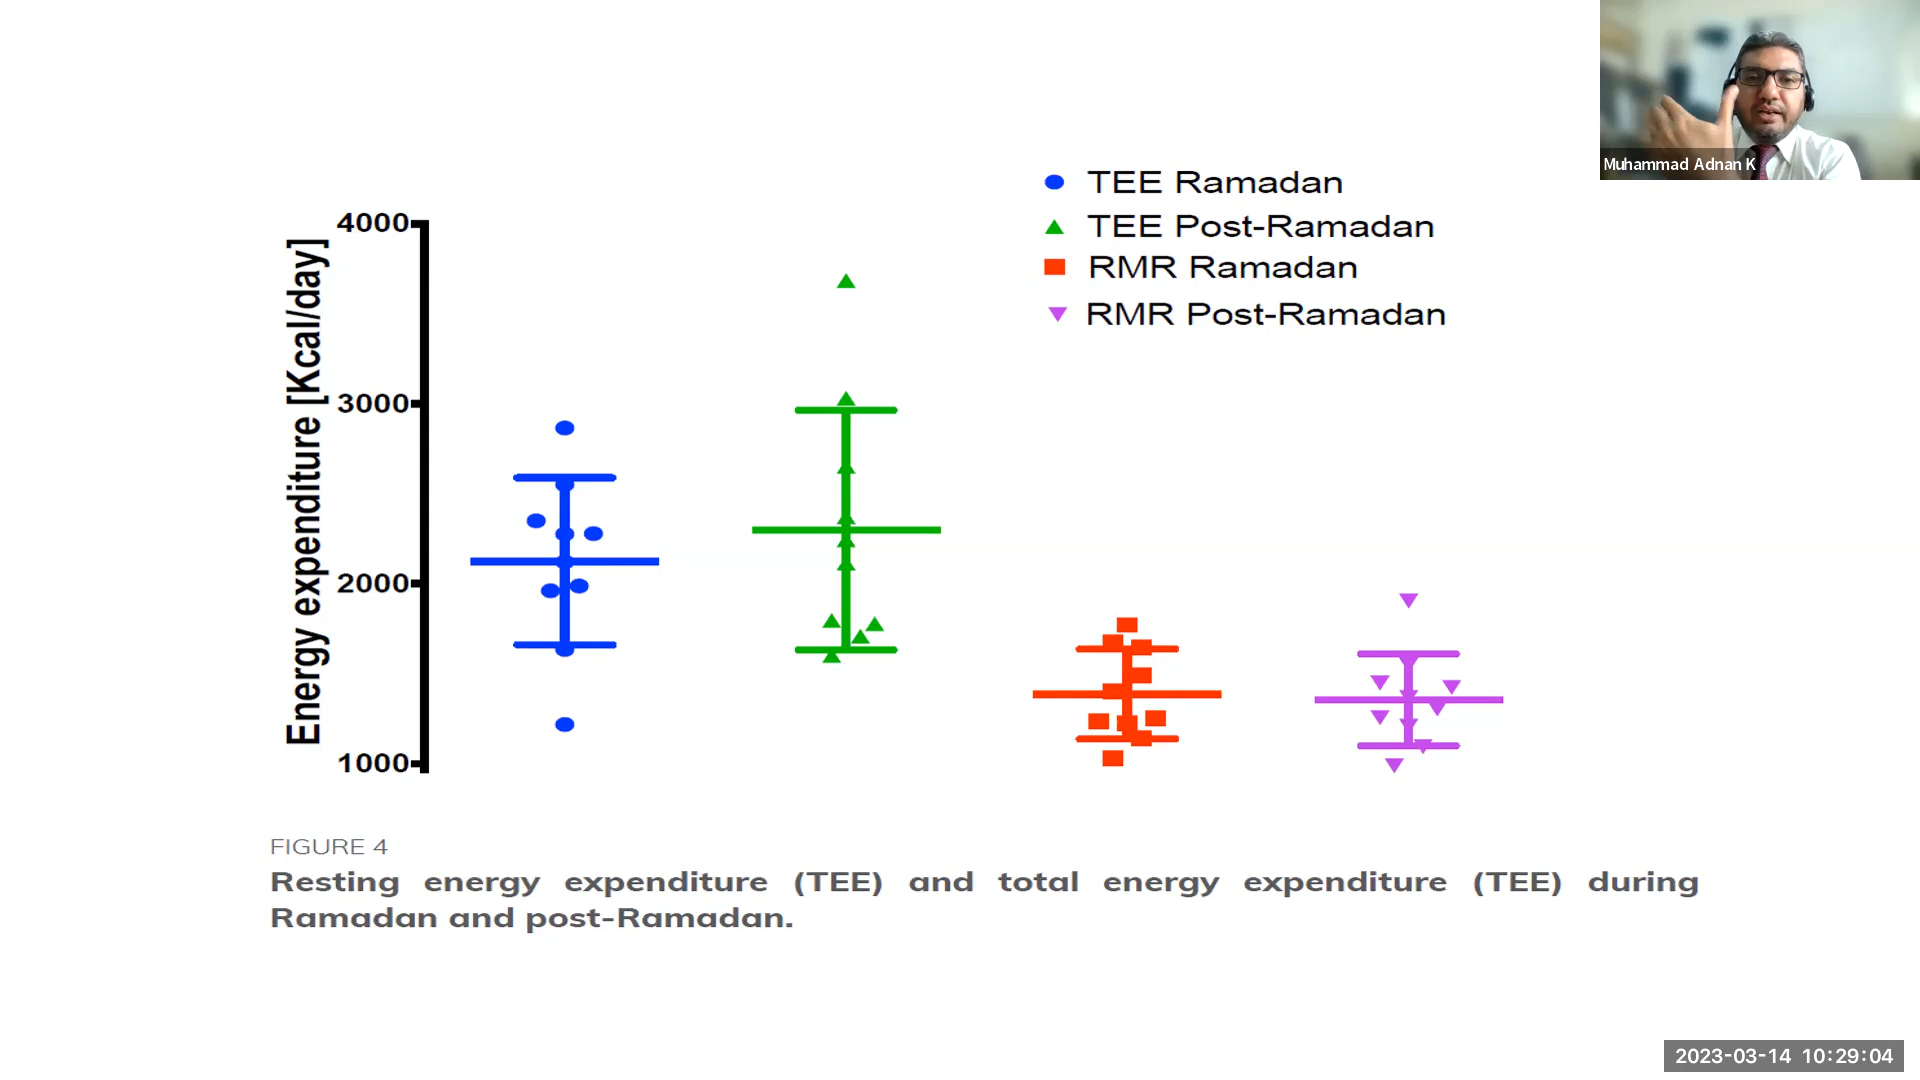 Muhammad Adnan K
TEE Ramadan
TEE Post-Ramadan
RMR Ramadan
RMR Post-Ramadan
Energy expenditure [Kcal/day]
4000
3000
2000
1000
FIGURE 4
Resting energy expenditure (TEE) and total energy expenditure (TEE) during
Ramadan and post-Ramadan.
2023-03-14 10:29:04